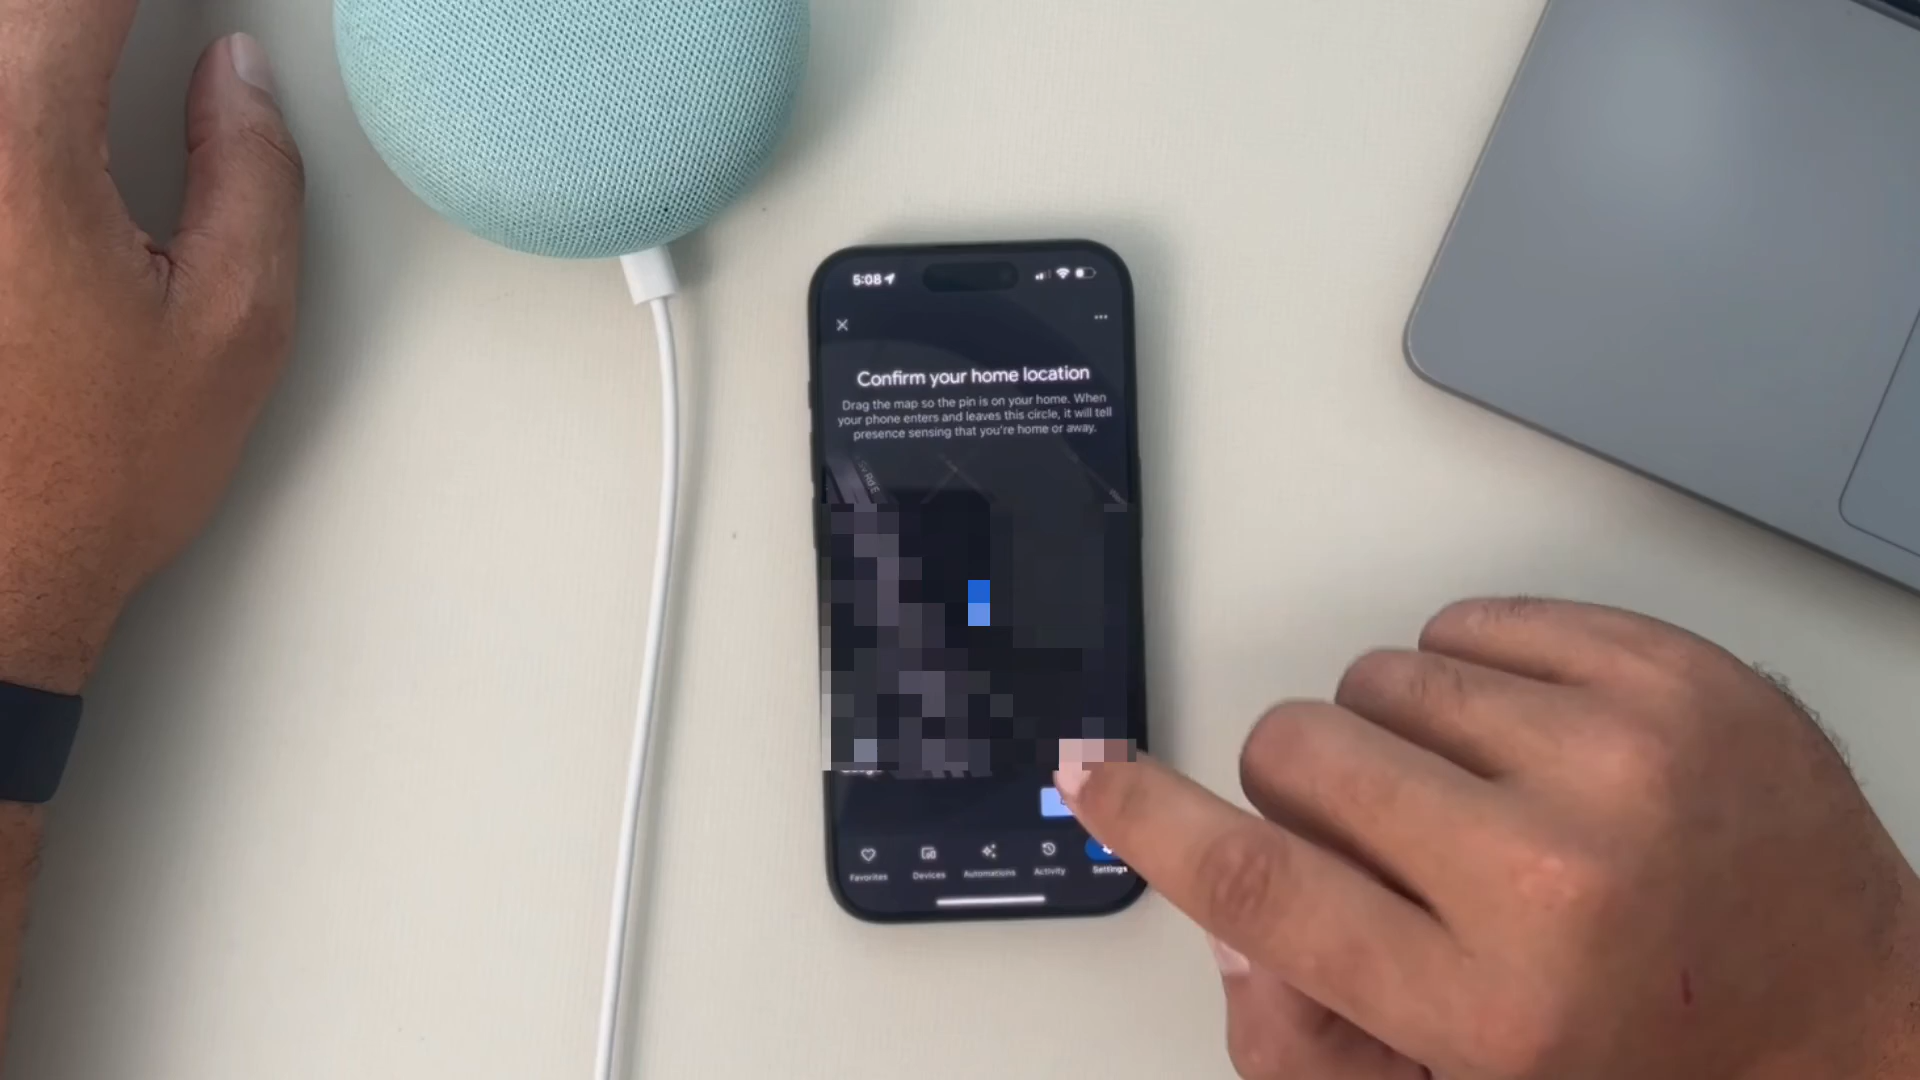 5:08
Confirm your home location
Drag the map so the pin is on your home. When
your phone enters and leaves this circle, it will tell
presence sensing that you're home or away.
Rd E
Favorites
Devices
Automations
Activity
Settings